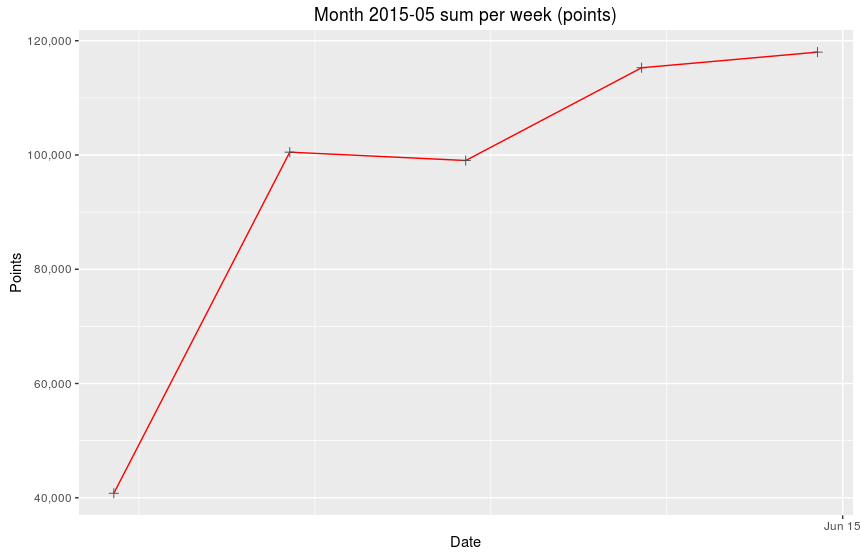 Month 2015-05 sum per week (points)
120,000
100,000
80,000
60,000
40,000
Points
Jun 15
Date